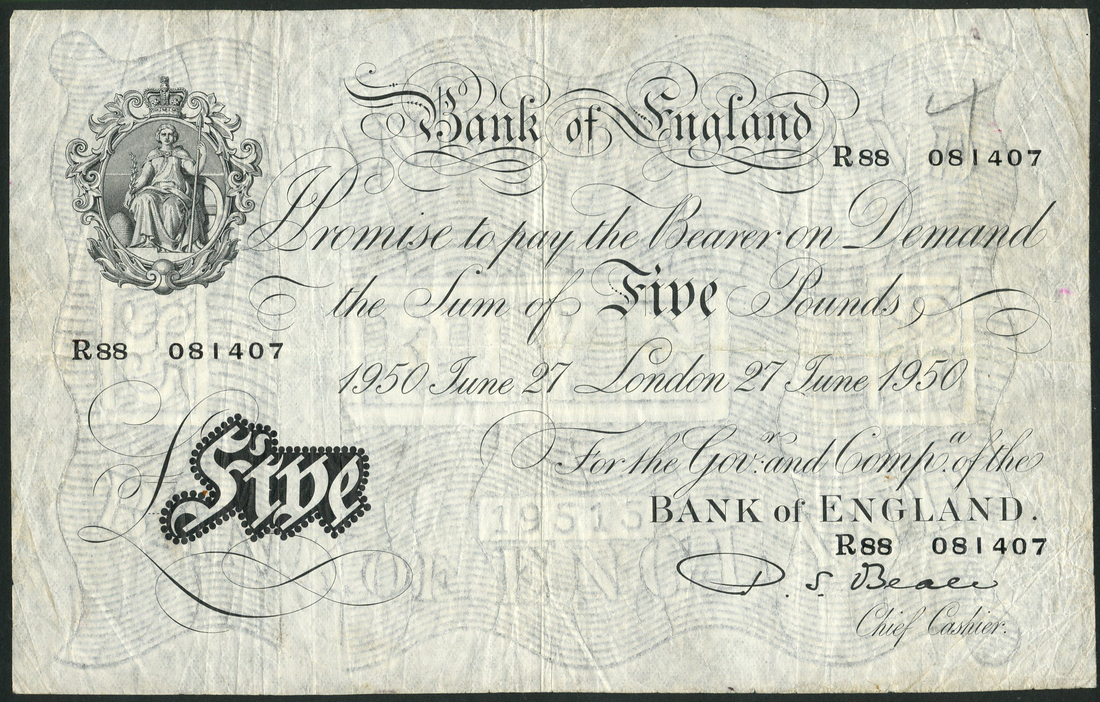 Bank of England
R88 081407
I Promise to pay the Bearer on Demand
the Sum of Five Pounds
R88 081407
1950 June 27 London 27 June 1950
For the Gov.r and Comp.a of the
BANK of ENGLAND.
£Five
R88 081407
P. S. Beale
Chief Cashier.